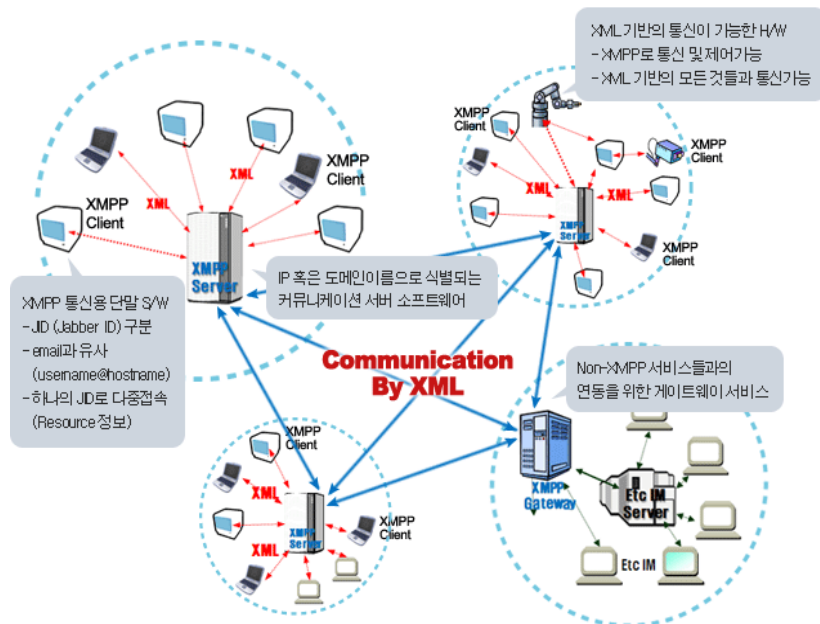 XML 기반의 통신이 가능한 H/W
- XMPP로 통신 및 제어가능
- XML 기반의 모든 것들과 통신가능
XMPP
Client
XML
XML
XMPP
Client
XMPP
Client
XMPP
Server
XMPP 통신용 단말 S/W
- JID (Jabber ID) 구분
- email과 유사
(username@hostname)
- 하나의 JID로 다중접속
(Resource 정보)
IP 혹은 도메인이름으로 식별되는
커뮤니케이션 서버 소프트웨어
XMPP
Client
XMPP
Client
XML
XML
XMPP
Server
XMPP
Client
Communication
By XML
Non-XMPP 서비스들과의
연동을 위한 게이트웨이 서비스
XMPP
Gateway
Etc IM
Server
Etc IM
XMPP
Client
XML
XML
XMPP
Server
XMPP
Client